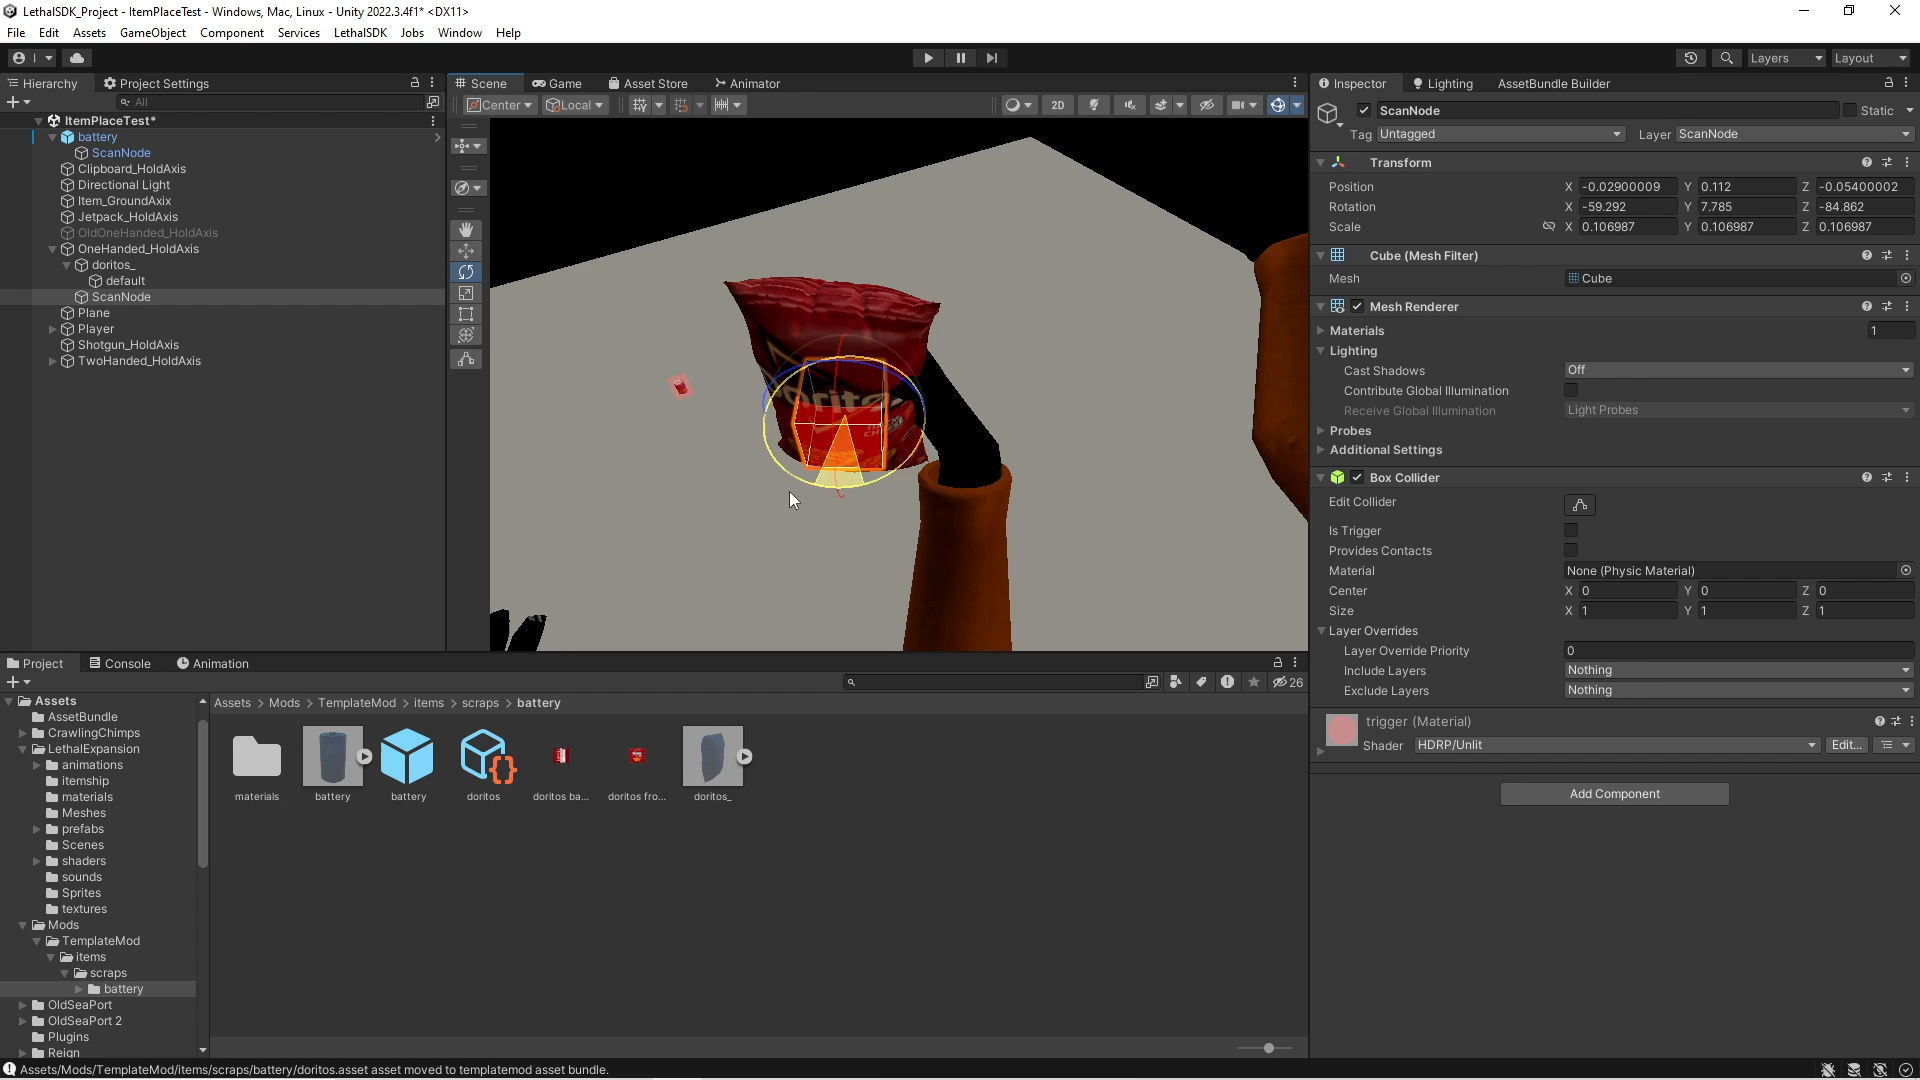 LethalSDK_Project - ItemPlaceTest - Windows, Mac, Linux - Unity 2022.3.4f1* <DX11>
File Edit Assets GameObject Component Services LethalSDK Jobs Window Help
I Layers Layout
Hierarchy Project Settings
All
ItemPlaceTest*
battery
ScanNode
Clipboard_HoldAxis
Directional Light
Item_GroundAxix
Jetpack_HoldAxis
OldOneHanded_HoldAxis
OneHanded_HoldAxis
doritos_
default
ScanNode
Plane
Player
Shotgun_HoldAxis
TwoHanded_HoldAxis
Scene Game Asset Store Animator
Center Local 2D
Doritos
Inspector Lighting AssetBundle Builder
ScanNode Static
Tag Untagged Layer ScanNode
Transform
Position X -0.02900009 Y 0.112 Z -0.05400002
Rotation X -59.292 Y 7.785 Z -84.862
Scale X 0.106987 Y 0.106987 Z 0.106987
Cube (Mesh Filter)
Mesh Cube
Mesh Renderer
Materials 1
Lighting
Cast Shadows Off
Contribute Global Illumination
Receive Global Illumination Light Probes
Probes
Additional Settings
Box Collider
Edit Collider
Is Trigger
Provides Contacts
Material None (Physic Material)
Center X 0 Y 0 Z 0
Size X 1 Y 1 Z 1
Layer Overrides
Layer Override Priority 0
Include Layers Nothing
Exclude Layers Nothing
trigger (Material)
Shader HDRP/Unlit Edit...
Add Component
Project Console Animation
26
Assets
AssetBundle
CrawlingChimps
LethalExpansion
animations
itemship
materials
Meshes
prefabs
Scenes
shaders
sounds
Sprites
textures
Mods
TemplateMod
items
scraps
battery
OldSeaPort
OldSeaPort 2
Plugins
Reign
Assets > Mods > TemplateMod > items > scraps > battery
materials battery battery doritos doritos ba... doritos fro... doritos_
Assets/Mods/TemplateMod/items/scraps/battery/doritos.asset asset moved to templatemod asset bundle.